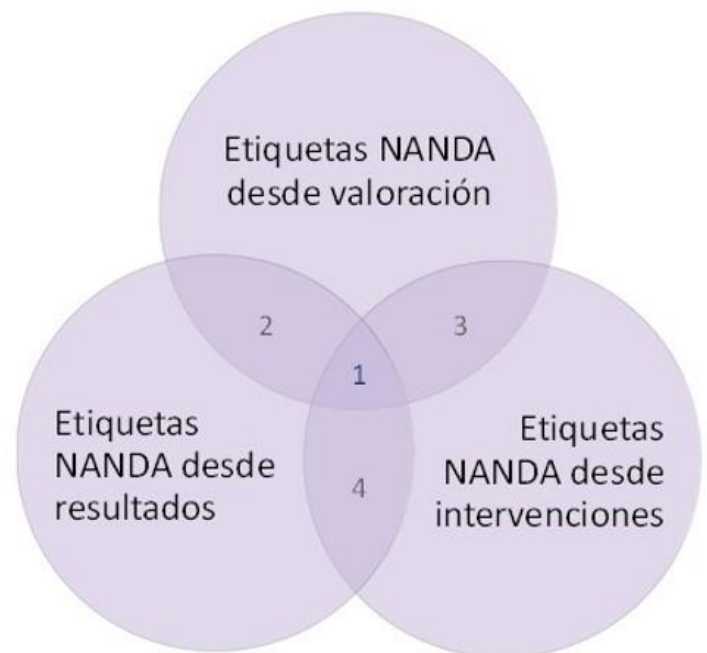 Etiquetas NANDA
desde valoración
2
3
1
Etiquetas
NANDA desde
resultados
4
Etiquetas
NANDA desde
intervenciones